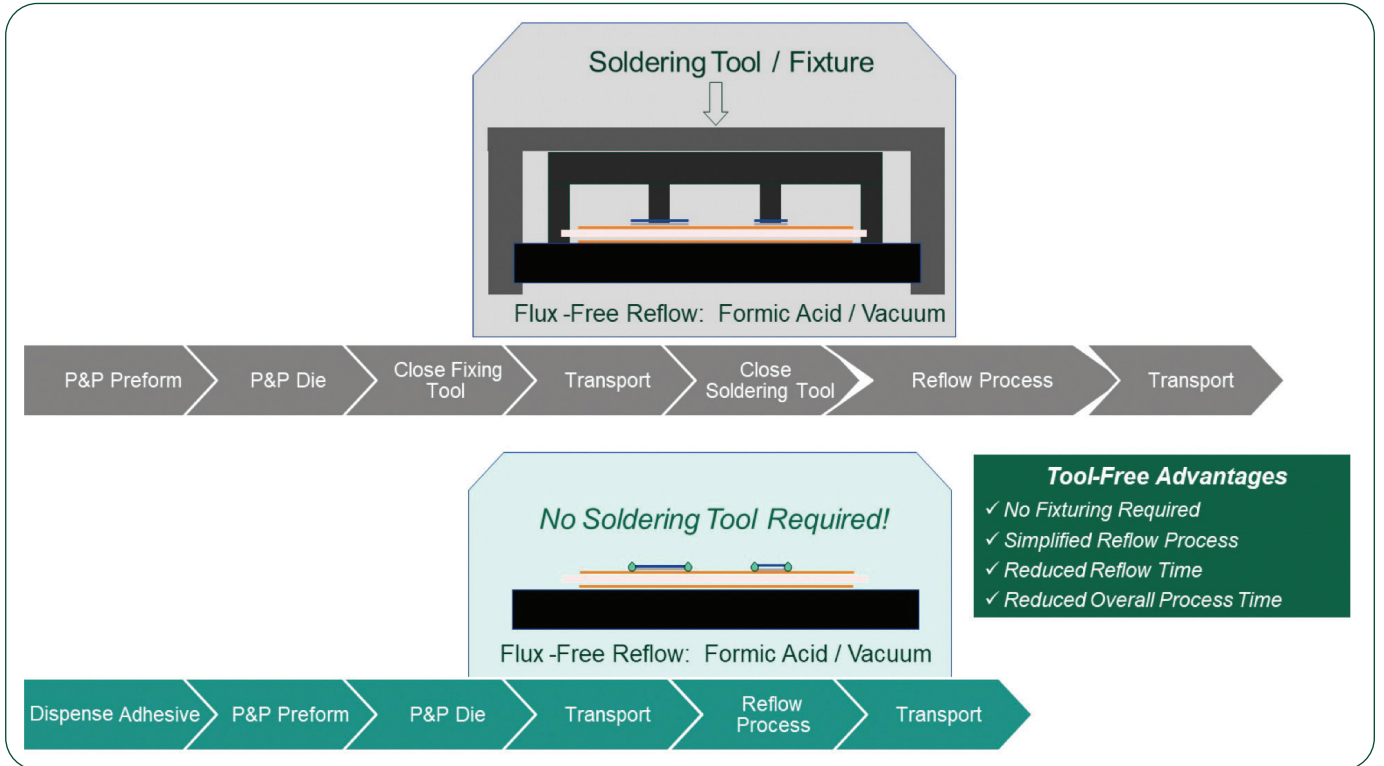 Soldering Tool / Fixture
Flux -Free Reflow: Formic Acid / Vacuum
P&P Preform
P&P Die
Close Fixing
Tool
Transport
Close
Soldering Tool
Reflow Process
Transport
No Soldering Tool Required!
Flux -Free Reflow: Formic Acid / Vacuum
Tool-Free Advantages
✓ No Fixturing Required
✓ Simplified Reflow Process
✓ Reduced Reflow Time
✓ Reduced Overall Process Time
Dispense Adhesive
P&P Preform
P&P Die
Transport
Reflow
Process
Transport